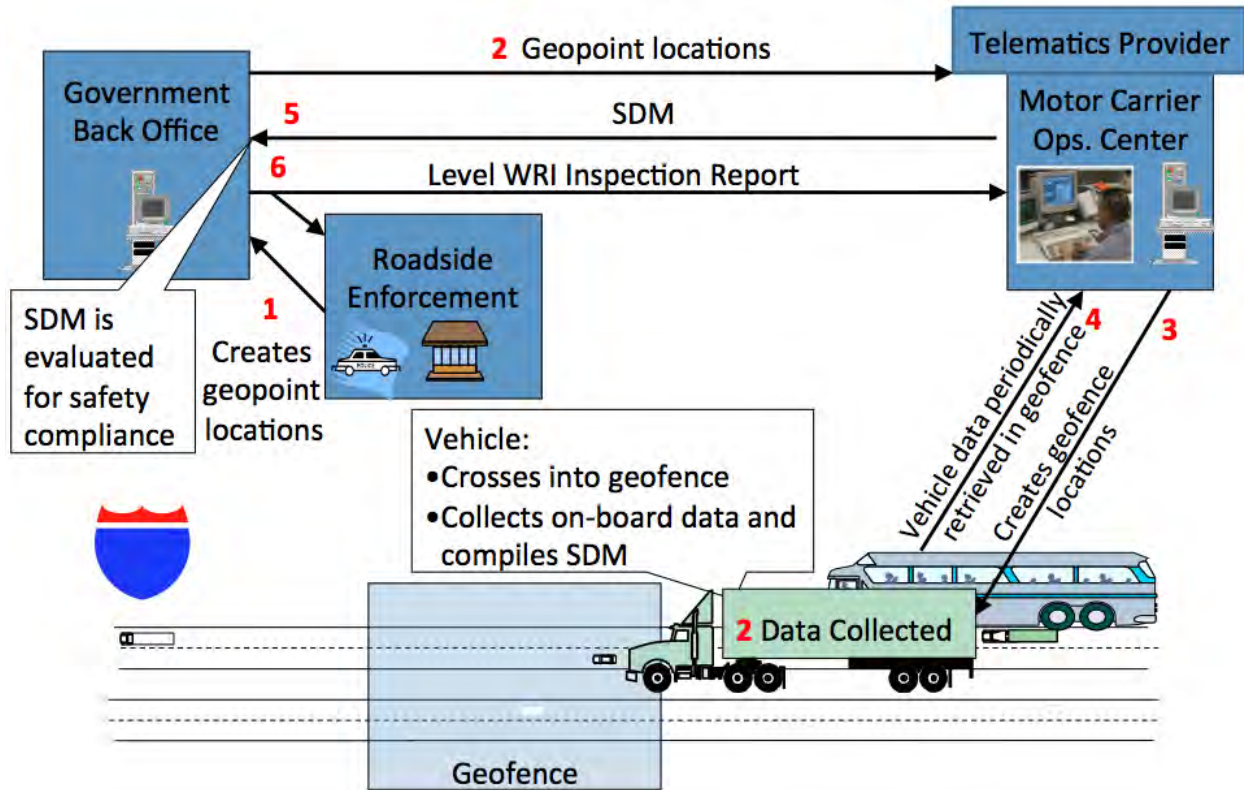 2 Geopoint locations
Telematics Provider
Government
Back Office
5
SDM
Motor Carrier
Ops. Center
6
Level WRI Inspection Report
Roadside
Enforcement
POLICE
1
Creates
geopoint
locations
SDM is
evaluated
for safety
compliance
4
3
Vehicle data periodically
retrieved in geofence
Creates geofence
locations
Vehicle:
•Crosses into geofence
•Collects on-board data and
compiles SDM
2 Data Collected
Geofence